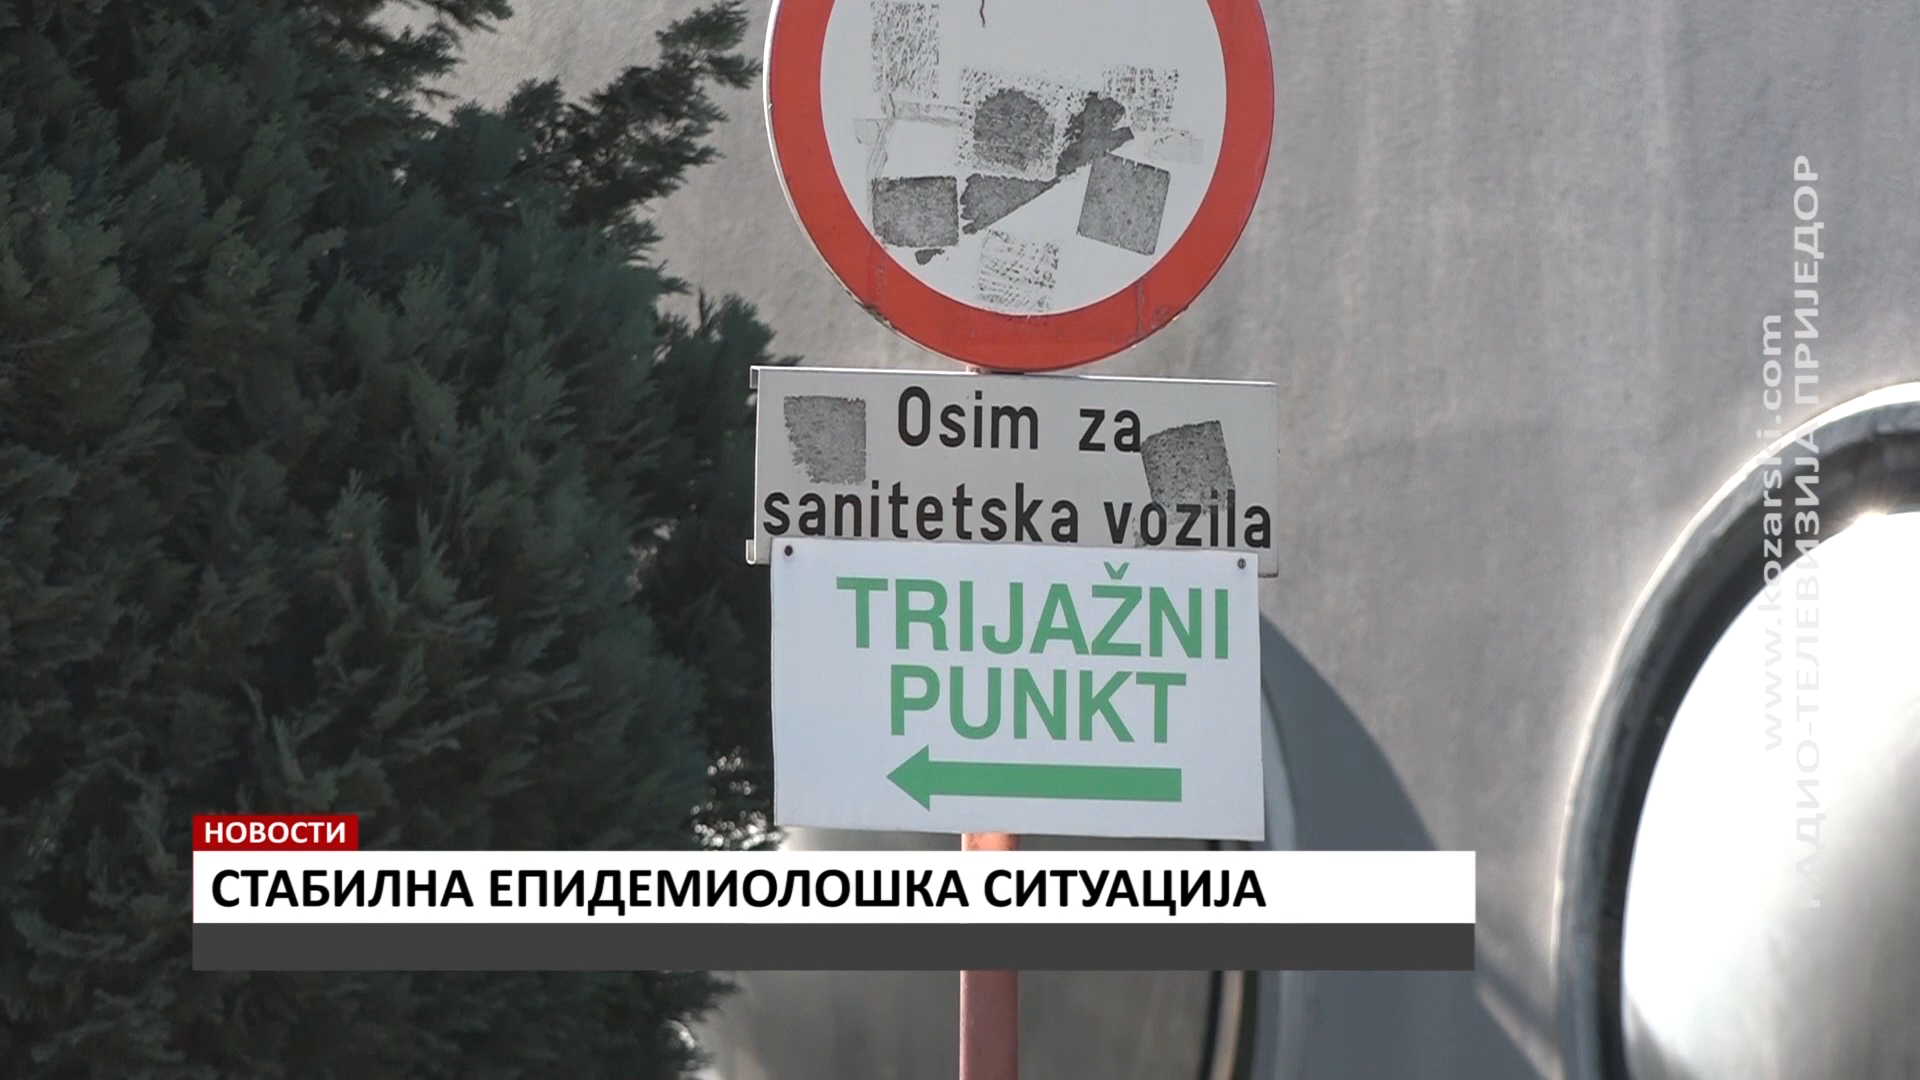 Osim za
sanitetska vozila
TRIJAŽNI
PUNKT
НОВОСТИ
СТАБИЛНА ЕПИДЕМИОЛОШКА СИТУАЦИЈА
www.kozarski.com
РАДИО-ТЕЛЕВИЗИЈА ПРИЈЕДОР